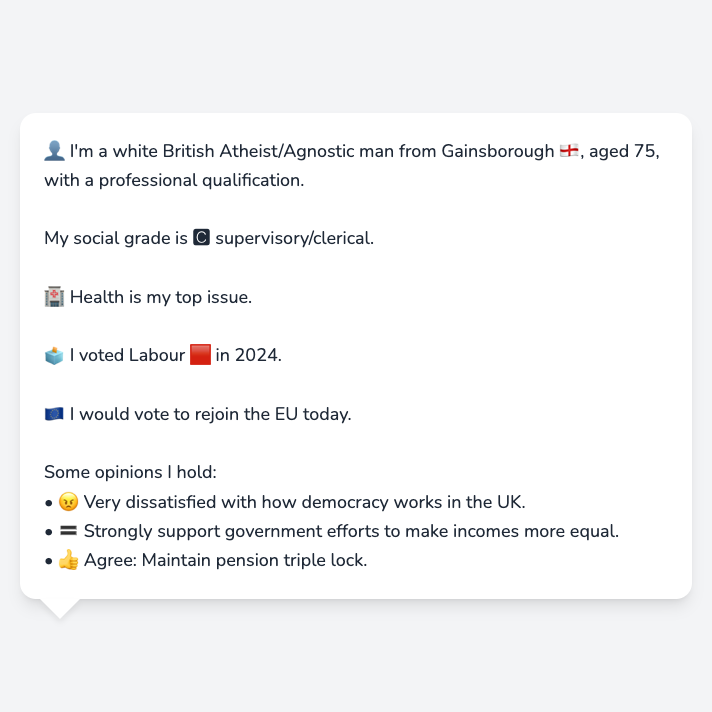 👤 I'm a white British Atheist/Agnostic man from Gainsborough 🏴󠁧󠁢󠁥󠁮󠁧󠁿, aged 75,
with a professional qualification.
My social grade is 🅲 supervisory/clerical.
🏥 Health is my top issue.
🗳️ I voted Labour 🟥 in 2024.
🇪🇺 I would vote to rejoin the EU today.
Some opinions I hold:
• 😠 Very dissatisfied with how democracy works in the UK.
• 🟰 Strongly support government efforts to make incomes more equal.
• 👍 Agree: Maintain pension triple lock.